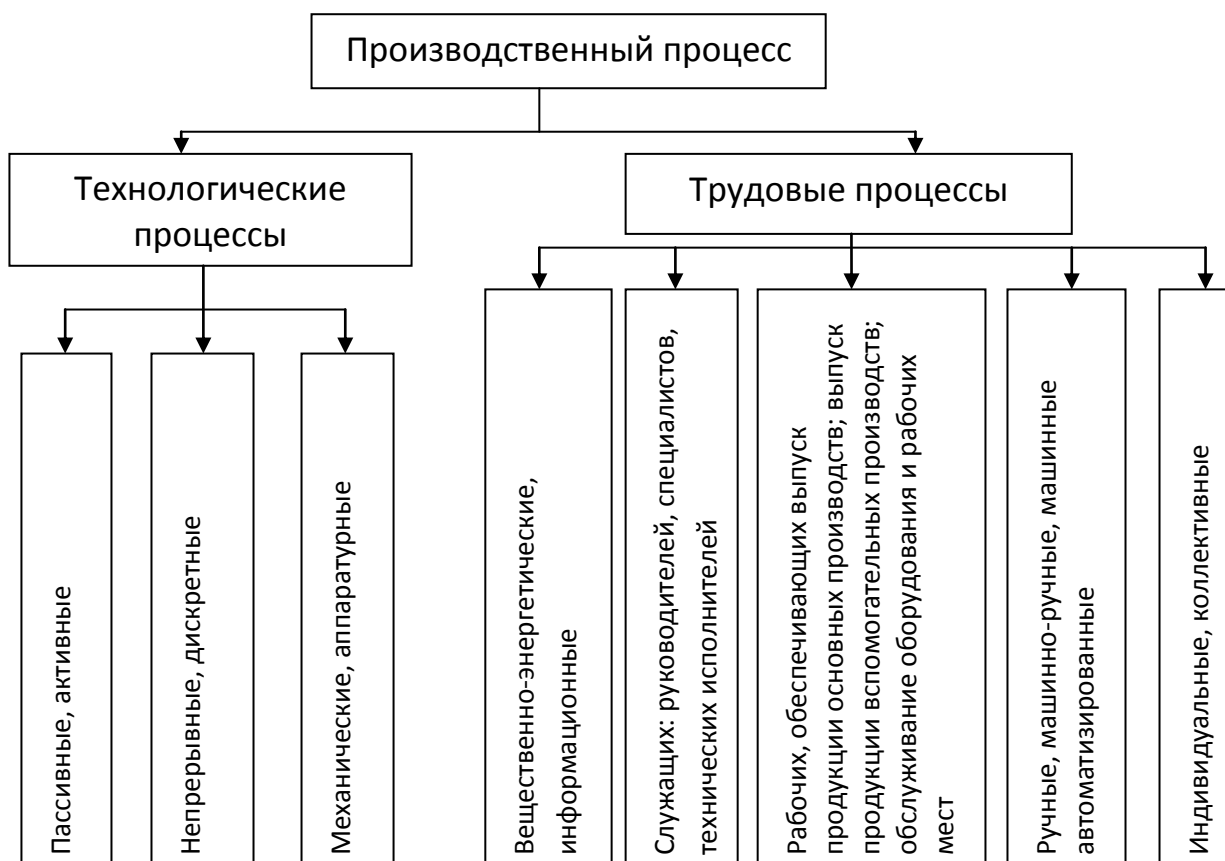 Производственный процесс
Технологические
процессы
Трудовые процессы
Пассивные, активные
Непрерывные, дискретные
Механические, аппаратурные
Вещественно-энергетические,
информационные
Служащих: руководителей, специалистов,
технических исполнителей
Рабочих, обеспечивающих выпуск
продукции основных производств; выпуск
продукции вспомогательных производств;
обслуживание оборудования и рабочих
мест
Ручные, машинно-ручные, машинные
автоматизированные
Индивидуальные, коллективные